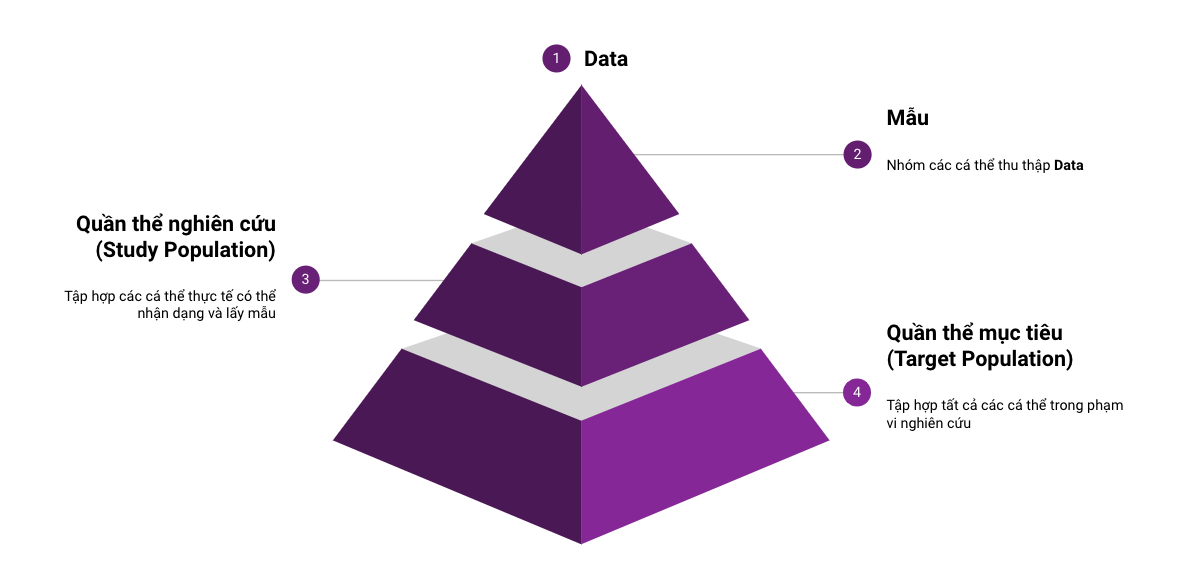 1 Data
Mẫu
2
Nhóm các cá thể thu thập Data
Quần thể nghiên cứu
(Study Population)
3
Tập hợp các cá thể thực tế có thể
nhận dạng và lấy mẫu
Quần thể mục tiêu
(Target Population)
4
Tập hợp tất cả các cá thể trong phạm
vi nghiên cứu